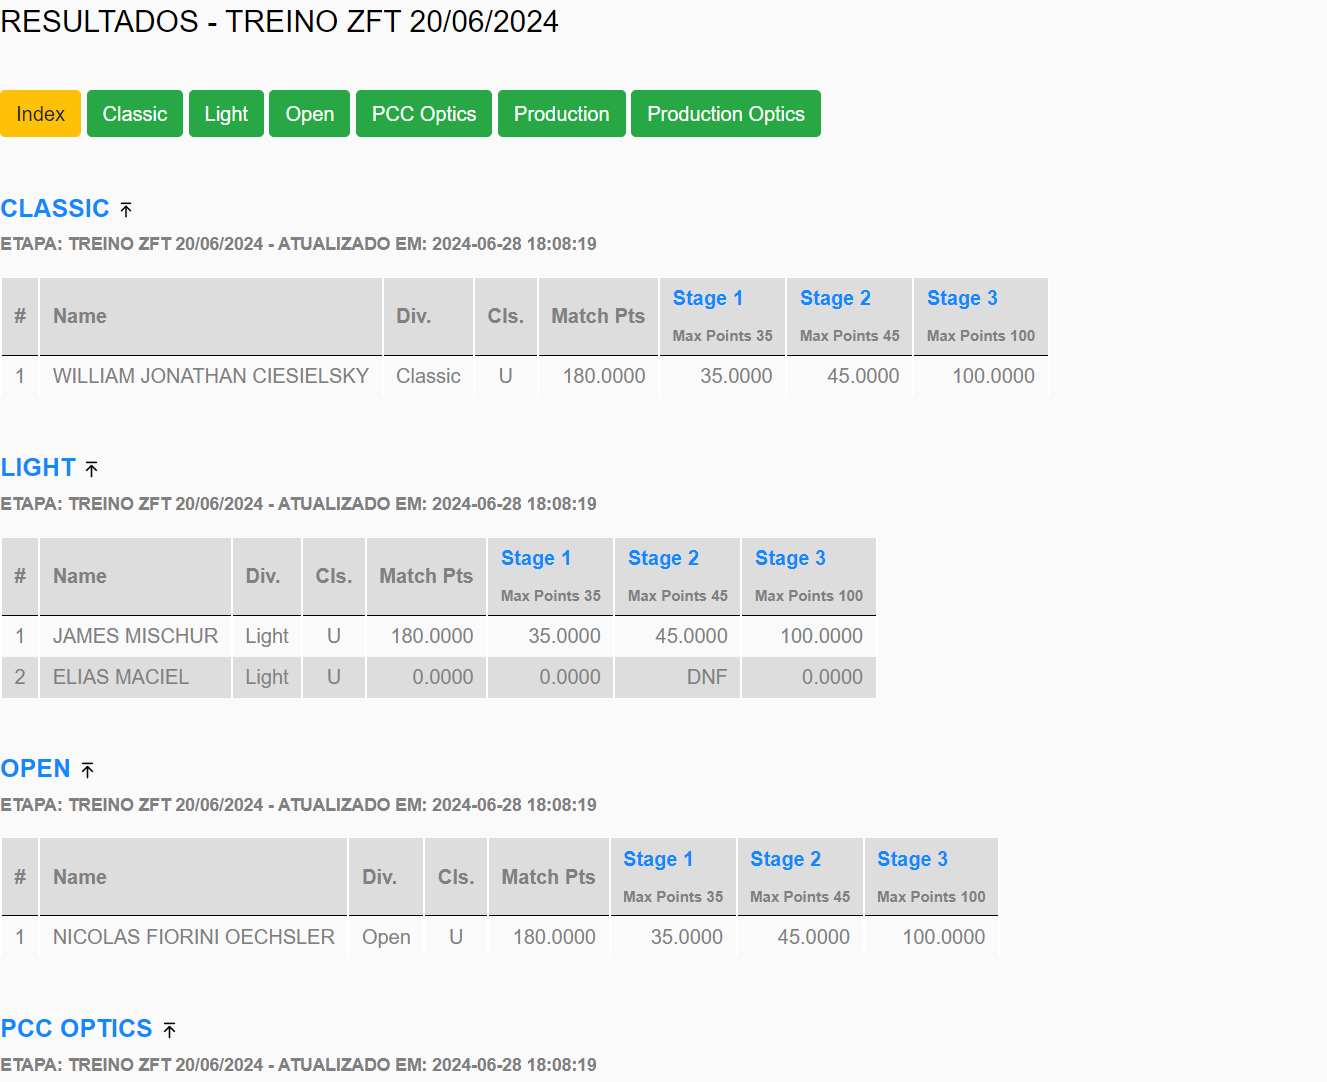 RESULTADOS - TREINO ZFT 20/06/2024
Index Classic Light Open PCC Optics Production Production Optics
CLASSIC
ETAPA: TREINO ZFT 20/06/2024 - ATUALIZADO EM: 2024-06-28 18:08:19
# Name Div. Cls. Match Pts Stage 1 Stage 2 Stage 3
Max Points 35 Max Points 45 Max Points 100
1 WILLIAM JONATHAN CIESIELSKY Classic U 180.0000 35.0000 45.0000 100.0000
LIGHT
ETAPA: TREINO ZFT 20/06/2024 - ATUALIZADO EM: 2024-06-28 18:08:19
# Name Div. Cls. Match Pts Stage 1 Stage 2 Stage 3
Max Points 35 Max Points 45 Max Points 100
1 JAMES MISCHUR Light U 180.0000 35.0000 45.0000 100.0000
2 ELIAS MACIEL Light U 0.0000 0.0000 DNF 0.0000
OPEN
ETAPA: TREINO ZFT 20/06/2024 - ATUALIZADO EM: 2024-06-28 18:08:19
# Name Div. Cls. Match Pts Stage 1 Stage 2 Stage 3
Max Points 35 Max Points 45 Max Points 100
1 NICOLAS FIORINI OECHSLER Open U 180.0000 35.0000 45.0000 100.0000
PCC OPTICS
ETAPA: TREINO ZFT 20/06/2024 - ATUALIZADO EM: 2024-06-28 18:08:19